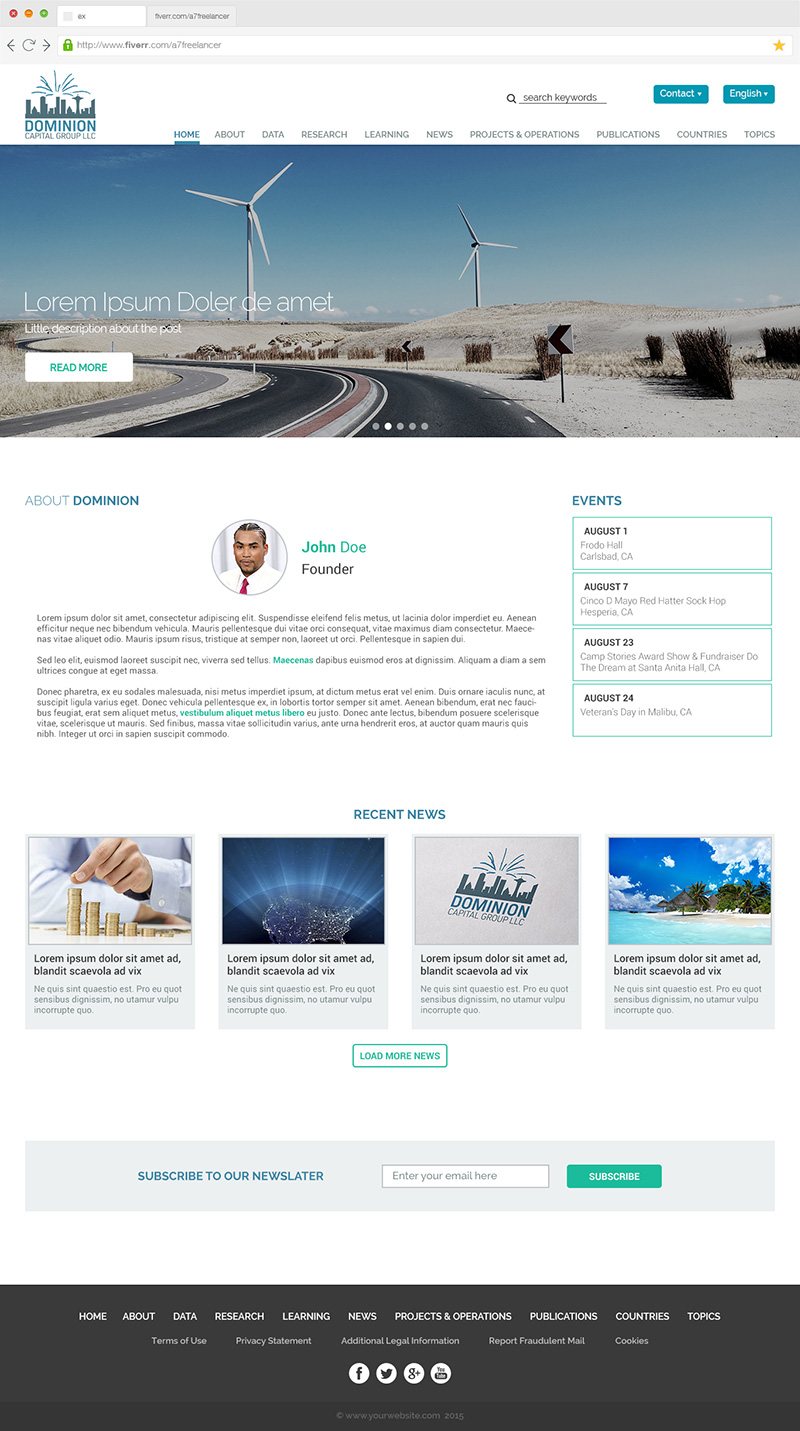 ex
fiverr.com/a7freelancer
http://www.fiverr.com/a7freelancer
DOMINION
CAPITAL GROUP LLC
search keywords
Contact
English
HOME ABOUT DATA RESEARCH LEARNING NEWS PROJECTS & OPERATIONS PUBLICATIONS COUNTRIES TOPICS
Lorem Ipsum Doler de amet
Little description about the post
READ MORE
ABOUT DOMINION
John Doe
Founder
Lorem ipsum dolor sit amet, consectetur adipiscing elit. Suspendisse eleifend felis metus, ut lacinia dolor imperdiet eu. Aenean
efficitur neque nec bibendum vehicula. Mauris pellentesque dui vitae orci consequat, vitae maximus diam consectetur. Maece-
nas vitae aliquet odio. Mauris ipsum risus, tristique at semper non, laoreet ut orci. Pellentesque in sapien dui.
Sed leo elit, euismod laoreet suscipit nec, viverra sed tellus. Maecenas dapibus euismod eros at dignissim. Aliquam a diam a sem
ultrices congue at eget massa.
Donec pharetra, ex eu sodales malesuada, nisi metus imperdiet ipsum, at dictum metus erat vel enim. Duis ornare iaculis nunc, at
suscipit ligula varius eget. Donec vehicula pellentesque ex, in lobortis tortor semper sit amet. Aenean bibendum, erat nec fauci-
bus feugiat, erat sem aliquet metus, vestibulum aliquet metus libero eu justo. Donec ante lectus, bibendum posuere scelerisque
vitae, scelerisque ut mauris. Sed finibus, massa vitae sollicitudin varius, ante urna hendrerit eros, at auctor quam mauris quis
nibh. Integer ut orci in sapien suscipit commodo.
EVENTS
AUGUST 1
Frodo Hall
Carlsbad, CA
AUGUST 7
Cinco D Mayo Red Hatter Sock Hop
Hesperia, CA
AUGUST 23
Camp Stories Award Show & Fundraiser Do
The Dream at Santa Anita Hall, CA
AUGUST 24
Veteran's Day in Malibu, CA
RECENT NEWS
DOMINION
CAPITAL GROUP LLC
Lorem ipsum dolor sit amet ad,
blandit scaevola ad vix
Ne quis sint quaestio est. Pro eu quot
sensibus dignissim, no utamur vulpu
incorrupte quo.
Lorem ipsum dolor sit amet ad,
blandit scaevola ad vix
Ne quis sint quaestio est. Pro eu quot
sensibus dignissim, no utamur vulpu
incorrupte quo.
Lorem ipsum dolor sit amet ad,
blandit scaevola ad vix
Ne quis sint quaestio est. Pro eu quot
sensibus dignissim, no utamur vulpu
incorrupte quo.
Lorem ipsum dolor sit amet ad,
blandit scaevola ad vix
Ne quis sint quaestio est. Pro eu quot
sensibus dignissim, no utamur vulpu
incorrupte quo.
LOAD MORE NEWS
SUBSCRIBE TO OUR NEWSLATER
Enter your email here
SUBSCRIBE
HOME ABOUT DATA RESEARCH LEARNING NEWS PROJECTS & OPERATIONS PUBLICATIONS COUNTRIES TOPICS
Terms of Use Privacy Statement Additional Legal Information Report Fraudulent Mail Cookies
f g+ You Tube
© www.yourwebsite.com 2015